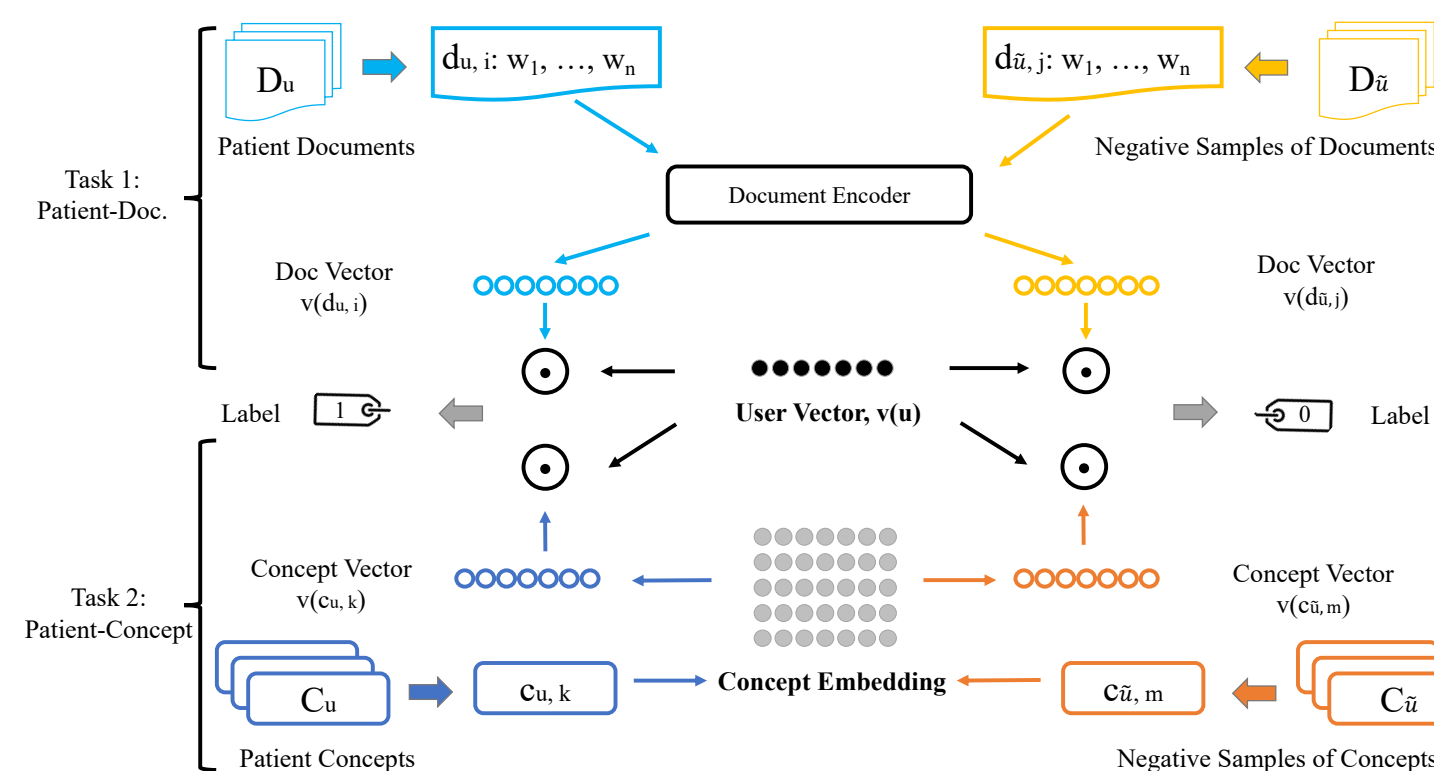 Du
du, i: w1, …, wn
dũ, j: w1, …, wn
Dũ
Patient Documents
Negative Samples of Documents
Task 1:
Patient-Doc.
Document Encoder
Doc Vector
v(du, i)
Doc Vector
v(dũ, j)
Label
1
User Vector, v(u)
0
Label
Concept Vector
v(cu, k)
Concept Vector
v(cũ, m)
Task 2:
Patient-Concept
Cu
cu, k
Concept Embedding
cũ, m
Cũ
Patient Concepts
Negative Samples of Concepts